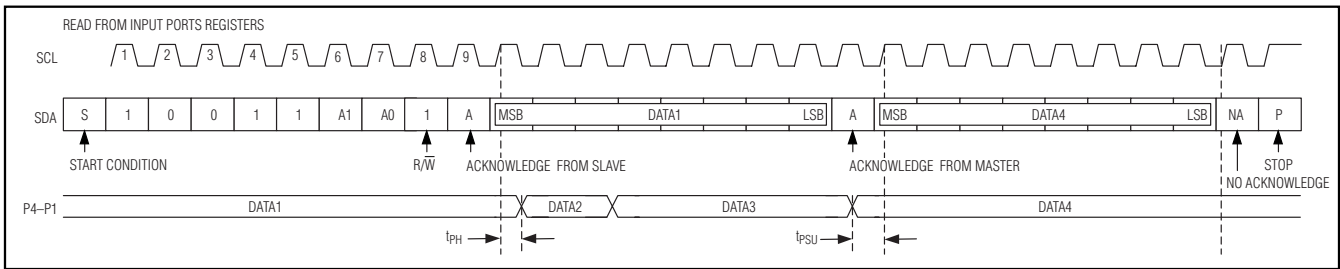 READ FROM INPUT PORTS REGISTERS
SCL 1 2 3 4 5 6 7 8 9
SDA S 1 0 0 1 1 A1 A0 1 A MSB DATA1 LSB A MSB DATA4 LSB NA P
START CONDITION R/W̅ ACKNOWLEDGE FROM SLAVE ACKNOWLEDGE FROM MASTER STOP
NO ACKNOWLEDGE
P4–P1 DATA1 DATA2 DATA3 DATA4
tPH tPSU